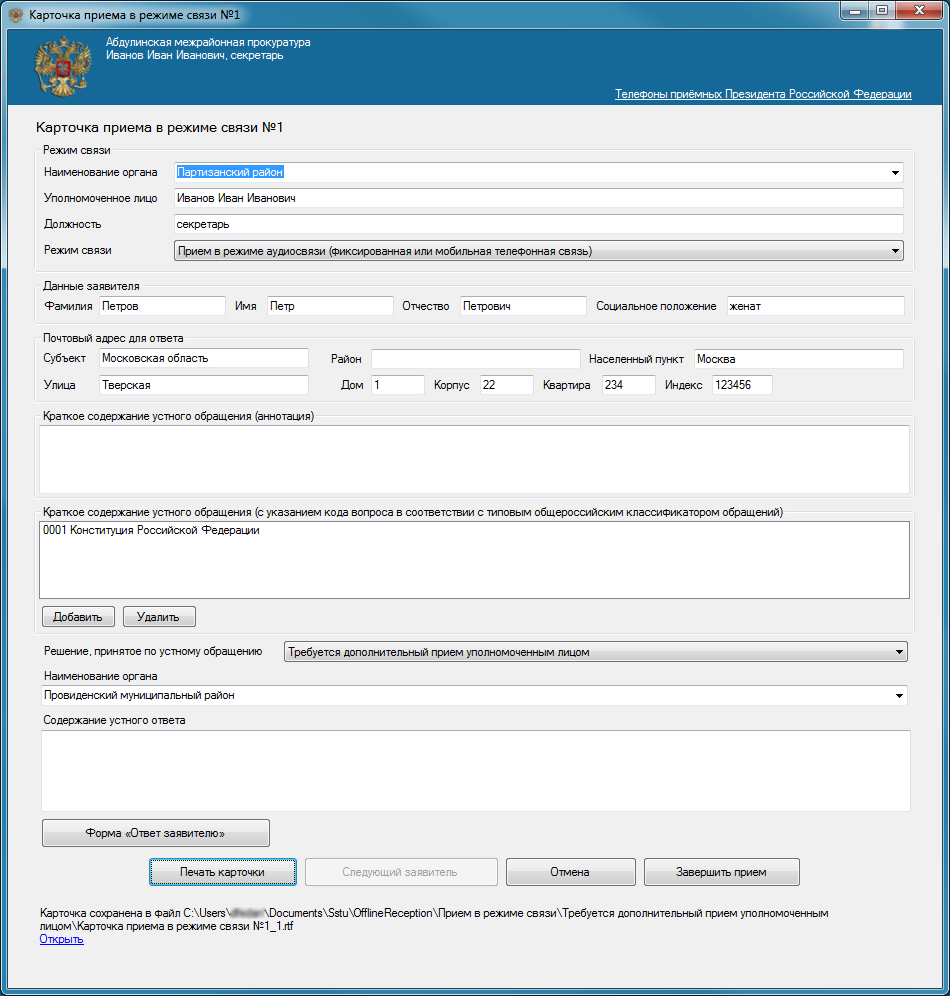 Карточка приема в режиме связи №1
Абдулинская межрайонная прокуратура
Иванов Иван Иванович, секретарь
Телефоны приёмных Президента Российской Федерации
Карточка приема в режиме связи №1
Режим связи
Наименование органа Партизанский район
Уполномоченное лицо Иванов Иван Иванович
Должность секретарь
Режим связи Прием в режиме аудиосвязи (фиксированная или мобильная телефонная связь)
Данные заявителя
Фамилия Петров Имя Петр Отчество Петрович Социальное положение женат
Почтовый адрес для ответа
Субъект Московская область Район Населенный пункт Москва
Улица Тверская Дом 1 Корпус 22 Квартира 234 Индекс 123456
Краткое содержание устного обращения (аннотация)
Краткое содержание устного обращения (с указанием кода вопроса в соответствии с типовым общероссийским классификатором обращений)
0001 Конституция Российской Федерации
Добавить Удалить
Решение, принятое по устному обращению Требуется дополнительный прием уполномоченным лицом
Наименование органа
Провиденский муниципальный район
Содержание устного ответа
Форма «Ответ заявителю»
Печать карточки Следующий заявитель Отмена Завершить прием
Карточка сохранена в файл C:\Users\ \Documents\Sstu\OfflineReception\Прием в режиме связи\Требуется дополнительный прием уполномоченным
лицом\Карточка приема в режиме связи №1_1.rtf
Открыть